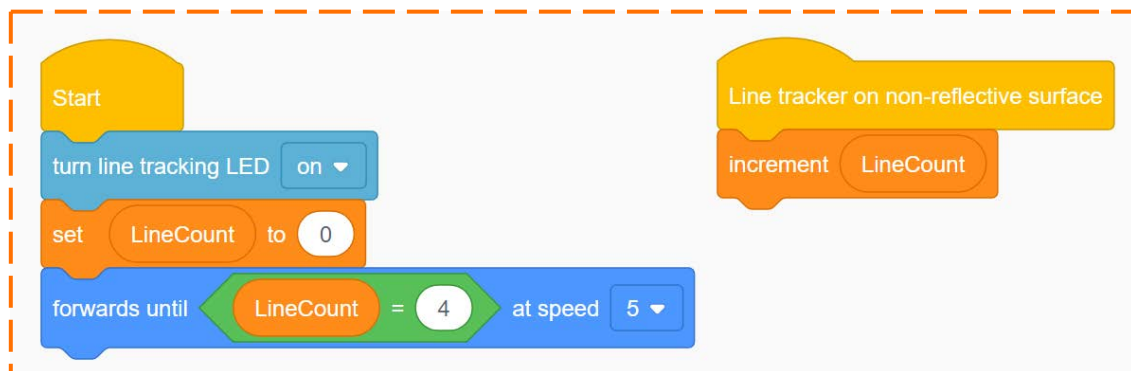 Start
turn line tracking LED on
set LineCount to 0
forwards until LineCount = 4 at speed 5
Line tracker on non-reflective surface
increment LineCount